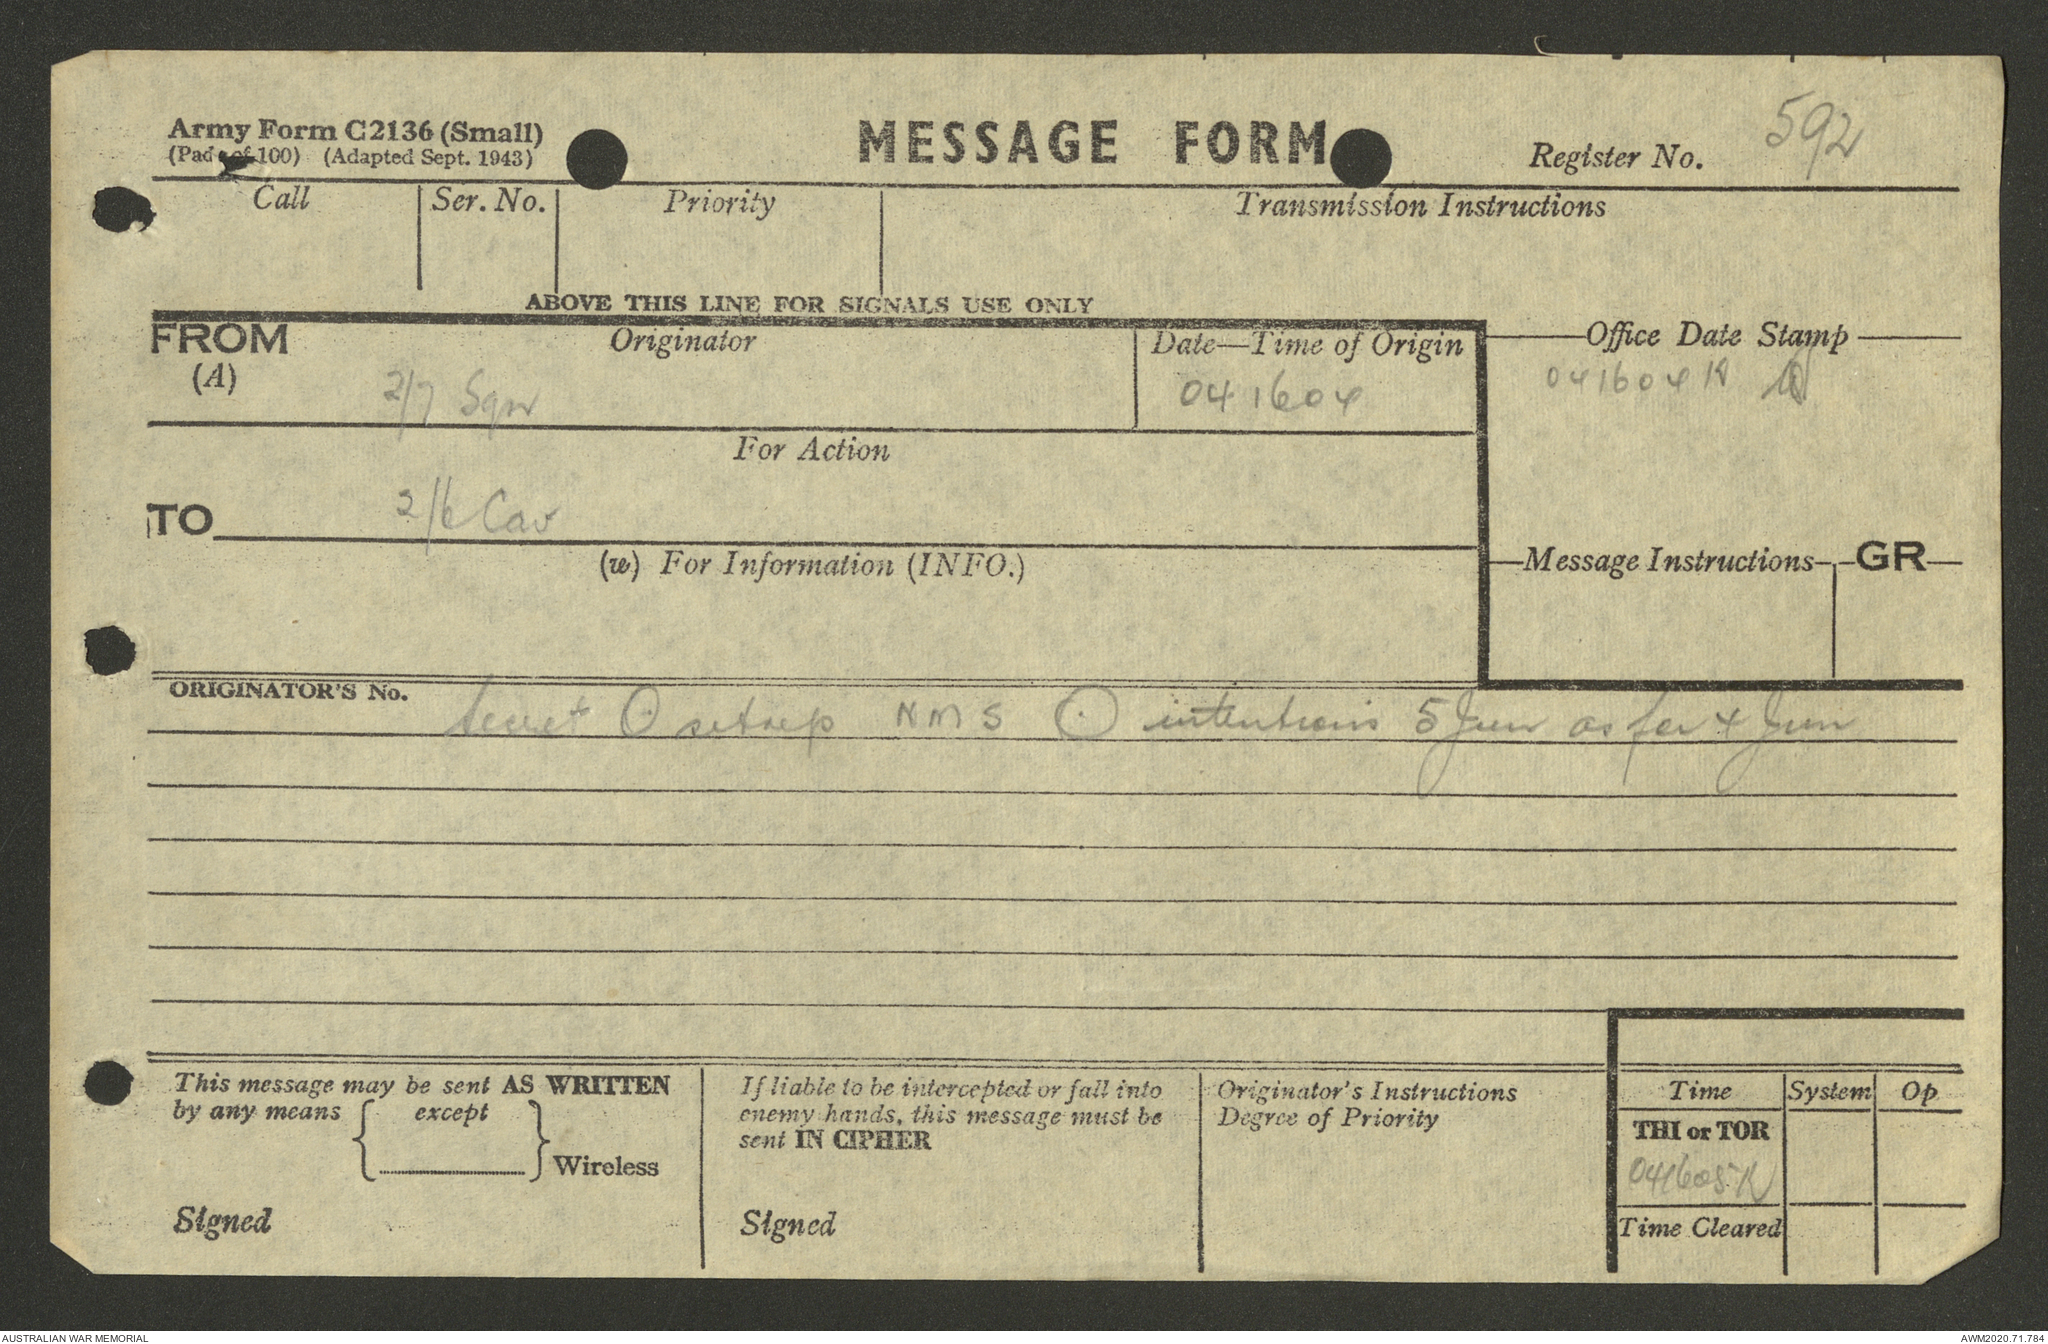 Army Form C2136 (Small)
(Pad of 100) (Adapted Sept. 1943)
MESSAGE FORM
Register No. 592
Call Ser. No. Priority Transmission Instructions
ABOVE THIS LINE FOR SIGNALS USE ONLY
FROM Originator Date—Time of Origin Office Date Stamp
(A) 2/7 Sqn 041604 041604K
For Action
TO 2/6 Cav
(w) For Information (INFO.) Message Instructions GR
ORIGINATOR'S No.
Secret ⊙ sitrep NMS ⊙ intentions 5 Jun as for 4 Jun
This message may be sent AS WRITTEN
by any means { except } Wireless
Signed
If liable to be intercepted or fall into
enemy hands, this message must be
sent IN CIPHER
Signed
Originator's Instructions
Degree of Priority
Time System Op
THI or TOR
041605K
Time Cleared
AUSTRALIAN WAR MEMORIAL AWM2020.71.784